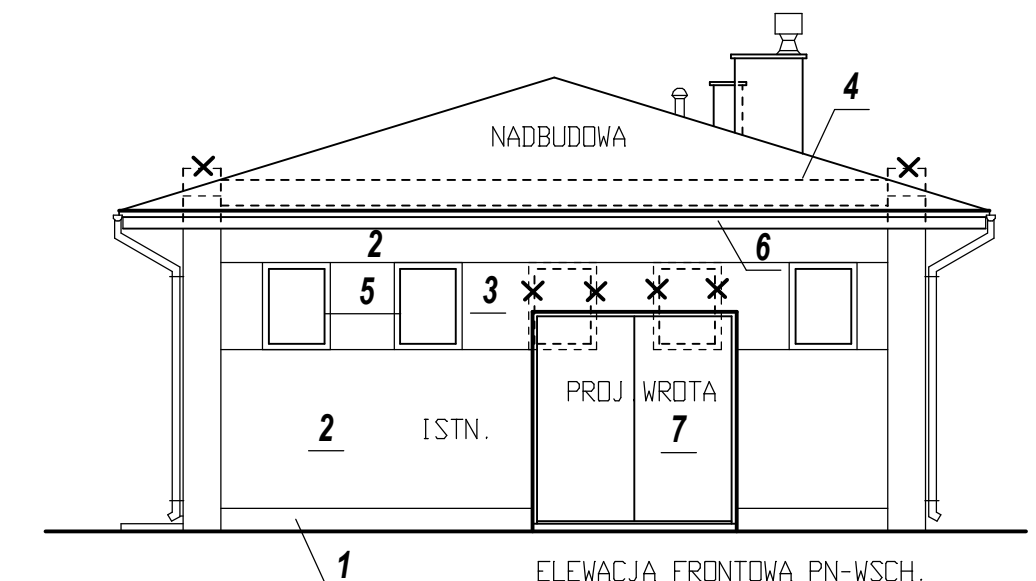 4
NADBUDOWA
2
6
5
3
PROJ. WROTA
2
ISTN.
7
1
ELEWACJA FRONTOWA PN-WSCH.